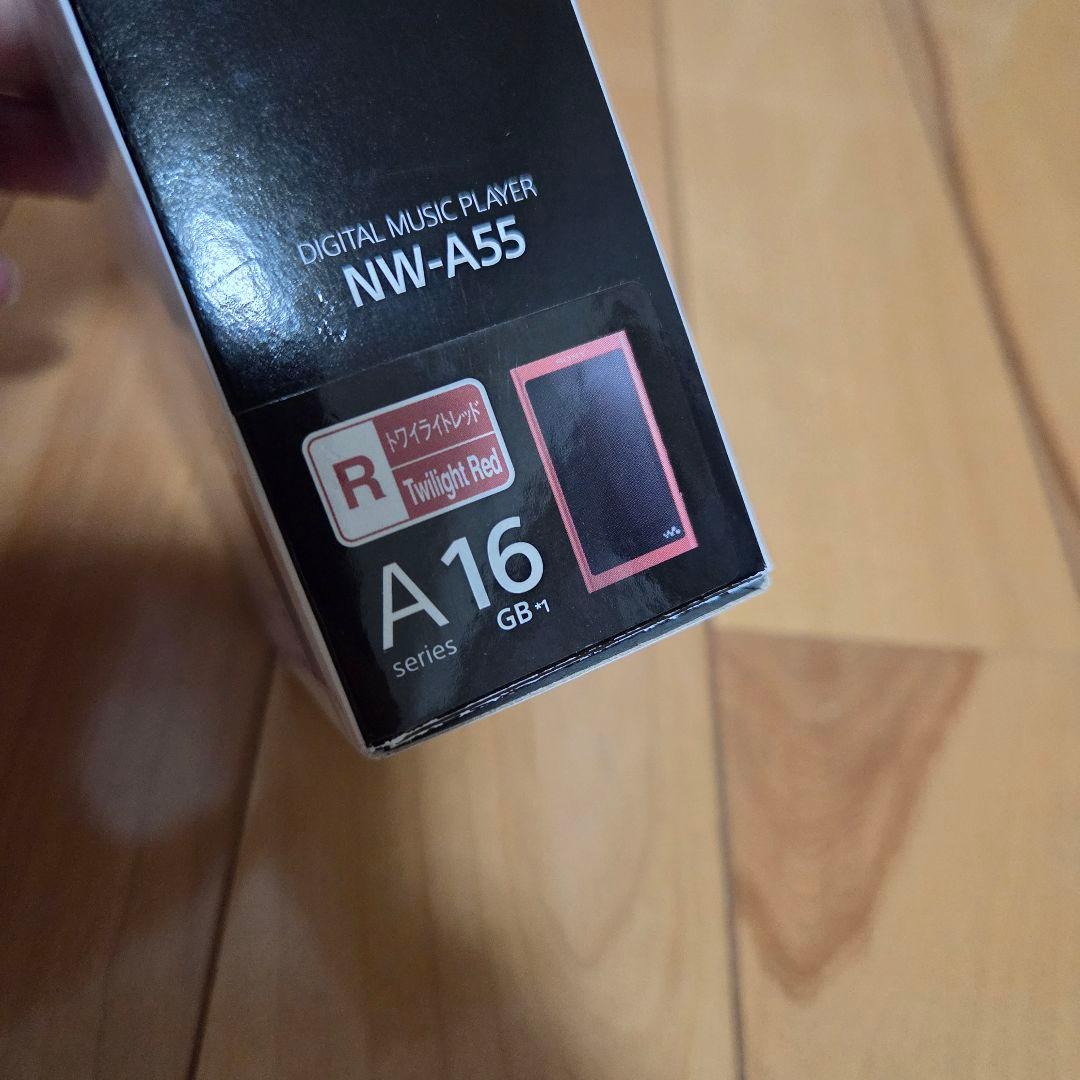 DIGITAL MUSIC PLAYER
NW-A55
R
トワイライトレッド
Twilight Red
SONY
A 16
series
GB *1